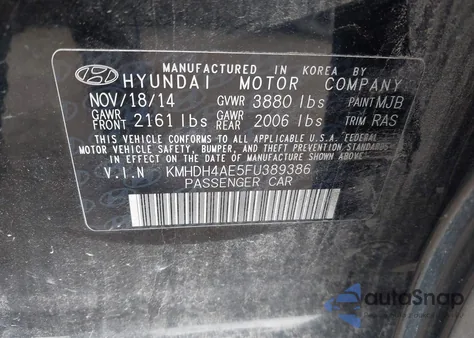 MANUFACTURED IN KOREA BY
HYUNDAI MOTOR COMPANY
NOV/18/14 GVWR 3880 lbs PAINT MJB
GAWR FRONT 2161 lbs GAWR REAR 2006 lbs TRIM RAS
THIS VEHICLE CONFORMS TO ALL APPLICABLE U.S.A. FEDERAL
MOTOR VEHICLE SAFETY, BUMPER, AND THEFT PREVENTION STANDARDS
IN EFFECT ON THE DATE OF MANUFACTURE SHOWN ABOVE.
V.I.N KMHDH4AE5FU389386
PASSENGER CAR
autoSnap